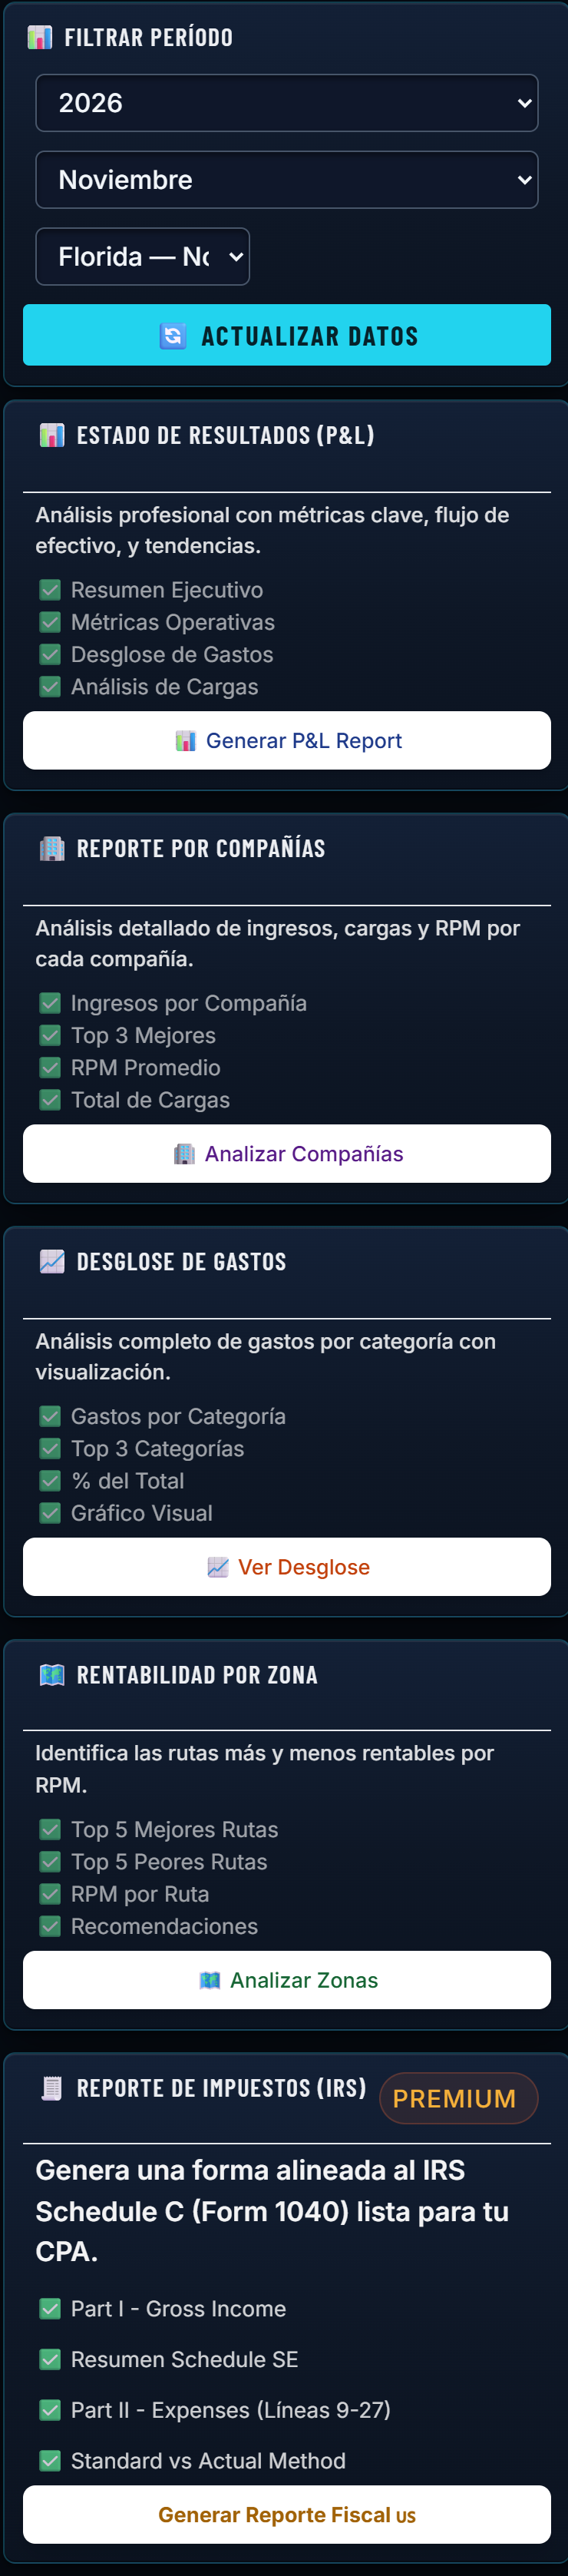 FILTRAR PERÍODO
2026
Noviembre
Florida — No
ACTUALIZAR DATOS
ESTADO DE RESULTADOS (P&L)
Análisis profesional con métricas clave, flujo de
efectivo, y tendencias.
Resumen Ejecutivo
Métricas Operativas
Desglose de Gastos
Análisis de Cargas
Generar P&L Report
REPORTE POR COMPAÑÍAS
Análisis detallado de ingresos, cargas y RPM por
cada compañía.
Ingresos por Compañía
Top 3 Mejores
RPM Promedio
Total de Cargas
Analizar Compañías
DESGLOSE DE GASTOS
Análisis completo de gastos por categoría con
visualización.
Gastos por Categoría
Top 3 Categorías
% del Total
Gráfico Visual
Ver Desglose
RENTABILIDAD POR ZONA
Identifica las rutas más y menos rentables por
RPM.
Top 5 Mejores Rutas
Top 5 Peores Rutas
RPM por Ruta
Recomendaciones
Analizar Zonas
REPORTE DE IMPUESTOS (IRS) PREMIUM
Genera una forma alineada al IRS
Schedule C (Form 1040) lista para tu
CPA.
Part I - Gross Income
Resumen Schedule SE
Part II - Expenses (Líneas 9-27)
Standard vs Actual Method
Generar Reporte Fiscal US